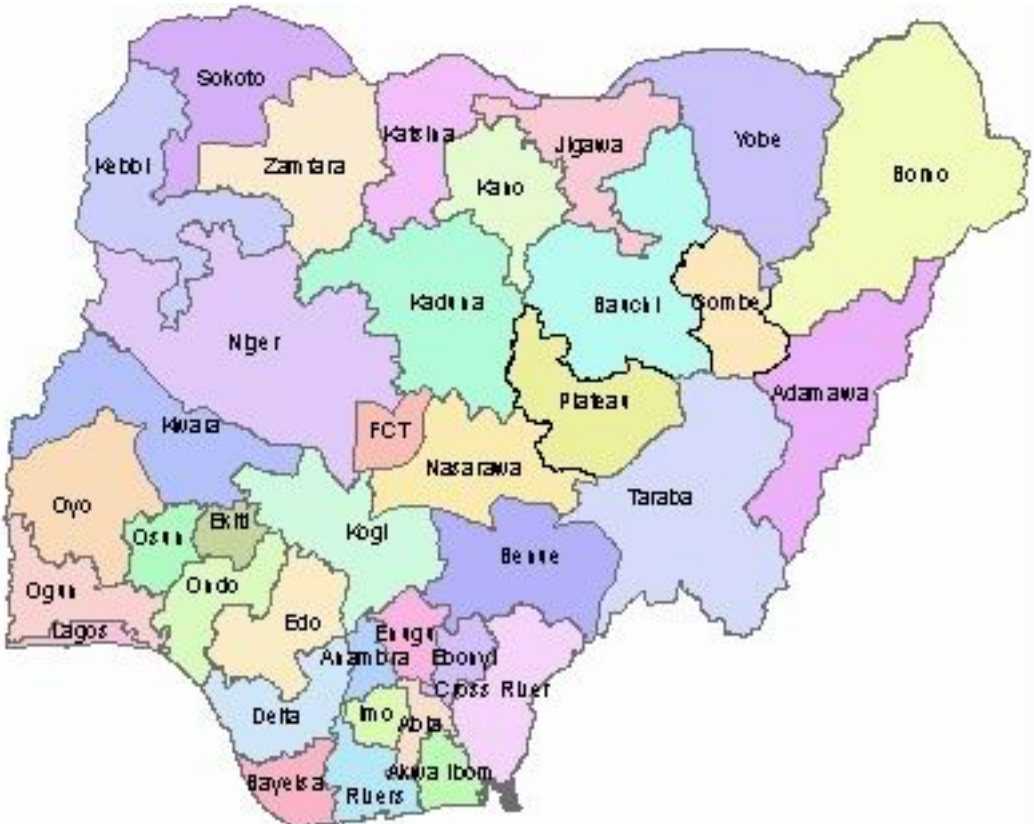 Sokoto
Kebbi
Zamfara
Katsina
Kano
Jigawa
Yobe
Borno
Niger
Kaduna
Bauchi
Gombe
Adamawa
Plateau
FCT
Nasarawa
Kwara
Taraba
Oyo
Osun
Ekiti
Kogi
Benue
Ogun
Ondo
Lagos
Edo
Enugu
Anambra
Ebonyi
Cross River
Delta
Imo
Abia
Bayelsa
Rivers
Akwa Ibom